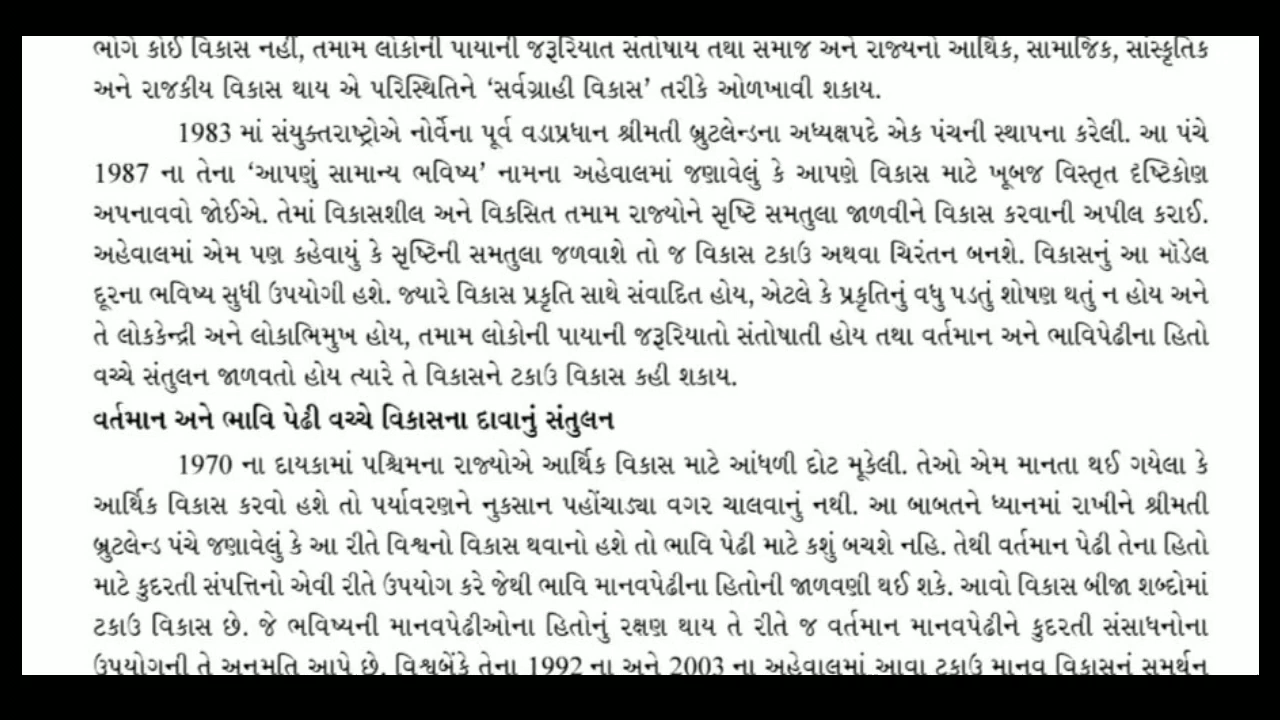 ભોગે કોઈ વિકાસ નહીં, તમામ લોકોની પાયાની જરૂરિયાત સંતોષાય તથા સમાજ અને રાજ્યનો આર્થિક, સામાજિક, સાંસ્કૃતિક
અને રાજકીય વિકાસ થાય એ પરિસ્થિતિને ‘સર્વગ્રાહી વિકાસ’ તરીકે ઓળખાવી શકાય.
1983 માં સંયુક્તરાષ્ટ્રોએ નોર્વેના પૂર્વ વડાપ્રધાન શ્રીમતી બ્રુટલેન્ડના અધ્યક્ષપદે એક પંચની સ્થાપના કરેલી. આ પંચે
1987 ના તેના ‘આપણું સામાન્ય ભવિષ્ય’ નામના અહેવાલમાં જણાવેલું કે આપણે વિકાસ માટે ખૂબજ વિસ્તૃત દૃષ્ટિકોણ
અપનાવવો જોઈએ. તેમાં વિકાસશીલ અને વિકસિત તમામ રાજ્યોને સૃષ્ટિ સમતુલા જાળવીને વિકાસ કરવાની અપીલ કરાઈ.
અહેવાલમાં એમ પણ કહેવાયું કે સૃષ્ટિની સમતુલા જળવાશે તો જ વિકાસ ટકાઉ અથવા ચિરંતન બનશે. વિકાસનું આ મૉડેલ
દૂરના ભવિષ્ય સુધી ઉપયોગી હશે. જ્યારે વિકાસ પ્રકૃતિ સાથે સંવાદિત હોય, એટલે કે પ્રકૃતિનું વધુ પડતું શોષણ થતું ન હોય અને
તે લોકકેન્દ્રી અને લોકાભિમુખ હોય, તમામ લોકોની પાયાની જરૂરિયાતો સંતોષાતી હોય તથા વર્તમાન અને ભાવિપેઢીના હિતો
વચ્ચે સંતુલન જાળવતો હોય ત્યારે તે વિકાસને ટકાઉ વિકાસ કહી શકાય.
વર્તમાન અને ભાવિ પેઢી વચ્ચે વિકાસના દાવાનું સંતુલન
1970 ના દાયકામાં પશ્ચિમના રાજ્યોએ આર્થિક વિકાસ માટે આંધળી દોટ મૂકેલી. તેઓ એમ માનતા થઈ ગયેલા કે
આર્થિક વિકાસ કરવો હશે તો પર્યાવરણને નુકસાન પહોંચાડ્યા વગર ચાલવાનું નથી. આ બાબતને ધ્યાનમાં રાખીને શ્રીમતી
બ્રુટલેન્ડ પંચે જણાવેલું કે આ રીતે વિશ્વનો વિકાસ થવાનો હશે તો ભાવિ પેઢી માટે કશું બચશે નહિ. તેથી વર્તમાન પેઢી તેના હિતો
માટે કુદરતી સંપત્તિનો એવી રીતે ઉપયોગ કરે જેથી ભાવિ માનવપેઢીના હિતોની જાળવણી થઈ શકે. આવો વિકાસ બીજા શબ્દોમાં
ટકાઉ વિકાસ છે. જે ભવિષ્યની માનવપેઢીઓના હિતોનું રક્ષણ થાય તે રીતે જ વર્તમાન માનવપેઢીને કુદરતી સંસાધનોના
ઉપયોગની તે અનુમતિ આપે છે. વિશ્વબેંકે તેના 1992 ના અને 2003 ના અહેવાલમાં આવા ટકાઉ માનવ વિકાસનું સમર્થન